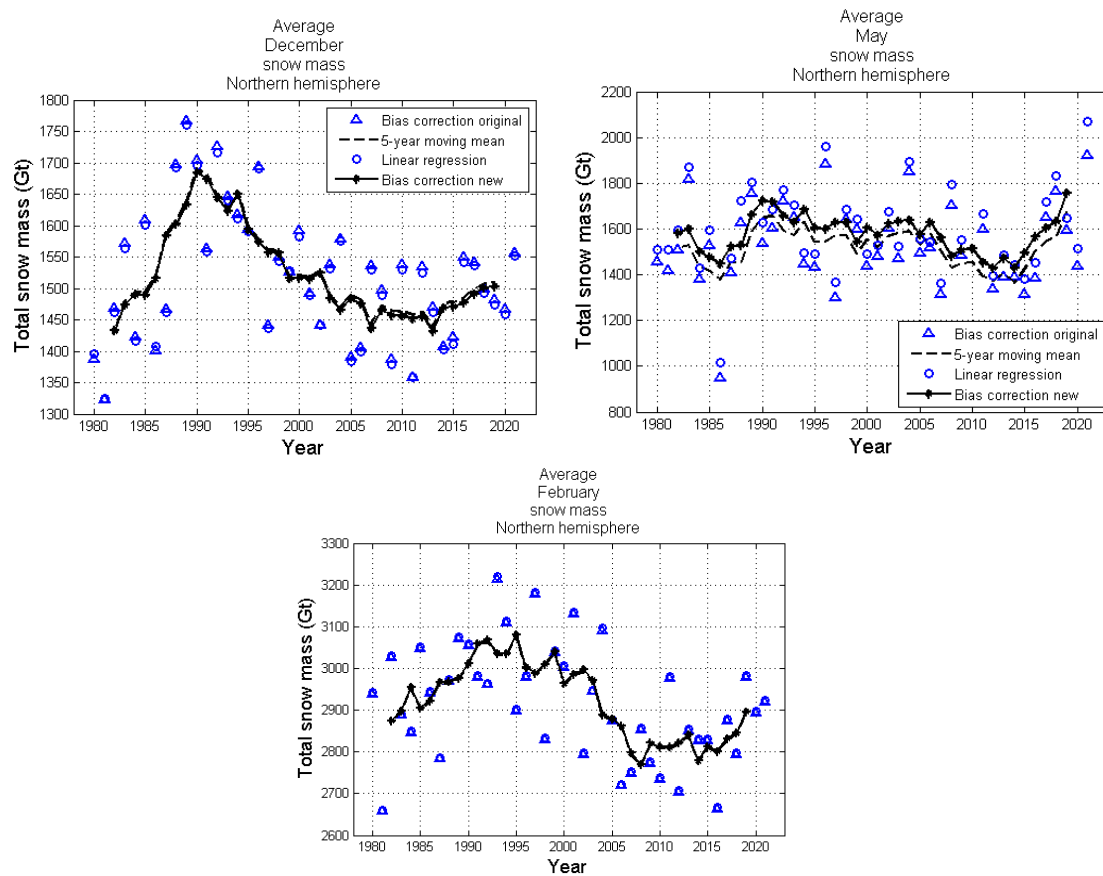 Average
December
snow mass
Northern hemisphere
1800
1750
1700
1650
1600
1550
1500
1450
1400
1350
1300
Total snow mass (Gt)
Bias correction original
5-year moving mean
Linear regression
Bias correction new
1980 1985 1990 1995 2000 2005 2010 2015 2020
Year
Average
May
snow mass
Northern hemisphere
2200
2000
1800
1600
1400
1200
1000
800
Total snow mass (Gt)
Bias correction original
5-year moving mean
Linear regression
Bias correction new
1980 1985 1990 1995 2000 2005 2010 2015 2020
Year
Average
February
snow mass
Northern hemisphere
3300
3200
3100
3000
2900
2800
2700
2600
Total snow mass (Gt)
1980 1985 1990 1995 2000 2005 2010 2015 2020
Year